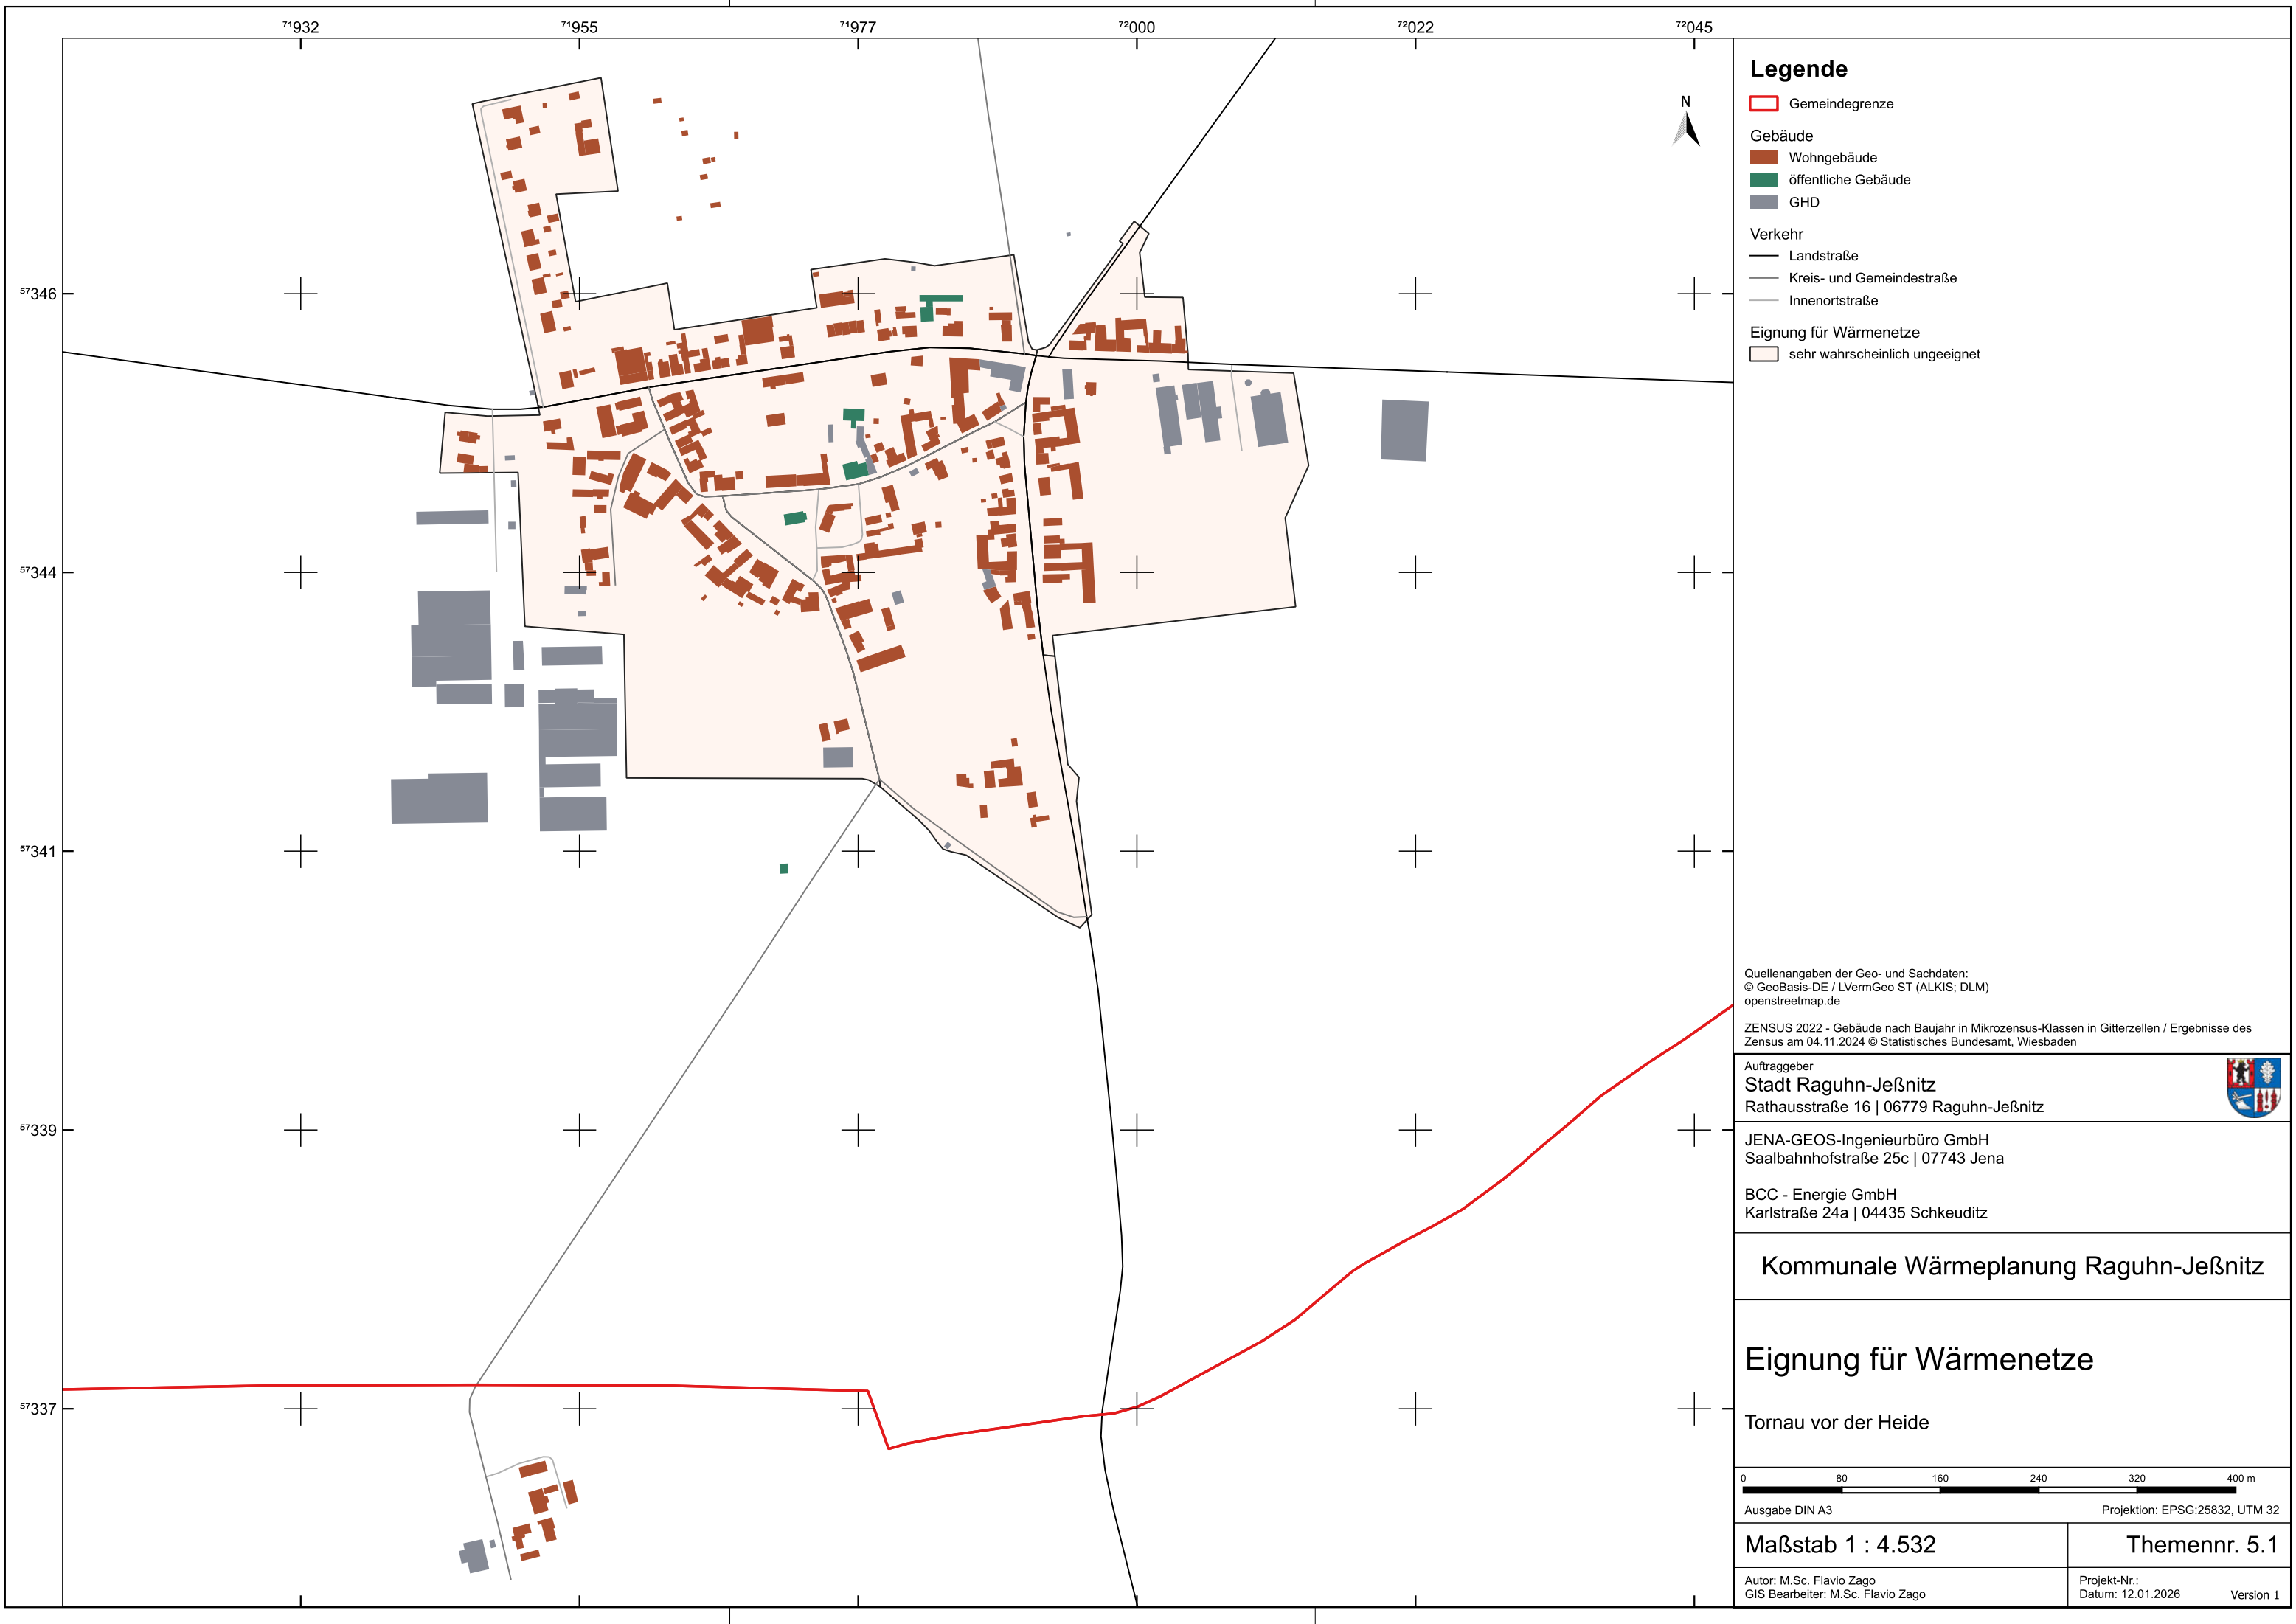 ⁷¹932
⁷¹955
⁷¹977
⁷²000
⁷²022
⁷²045
⁵⁷346
⁵⁷344
⁵⁷341
⁵⁷339
⁵⁷337
N
Legende
Gemeindegrenze
Gebäude
Wohngebäude
öffentliche Gebäude
GHD
Verkehr
Landstraße
Kreis- und Gemeindestraße
Innenortstraße
Eignung für Wärmenetze
sehr wahrscheinlich ungeeignet
Quellenangaben der Geo- und Sachdaten:
© GeoBasis-DE / LVermGeo ST (ALKIS; DLM)
openstreetmap.de
ZENSUS 2022 - Gebäude nach Baujahr in Mikrozensus-Klassen in Gitterzellen / Ergebnisse des
Zensus am 04.11.2024 © Statistisches Bundesamt, Wiesbaden
Auftraggeber
Stadt Raguhn-Jeßnitz
Rathausstraße 16 | 06779 Raguhn-Jeßnitz
JENA-GEOS-Ingenieurbüro GmbH
Saalbahnhofstraße 25c | 07743 Jena
BCC - Energie GmbH
Karlstraße 24a | 04435 Schkeuditz
Kommunale Wärmeplanung Raguhn-Jeßnitz
Eignung für Wärmenetze
Tornau vor der Heide
0 80 160 240 320 400 m
Ausgabe DIN A3 Projektion: EPSG:25832, UTM 32
Maßstab 1 : 4.532 Themennr. 5.1
Autor: M.Sc. Flavio Zago Projekt-Nr.:
GIS Bearbeiter: M.Sc. Flavio Zago Datum: 12.01.2026 Version 1